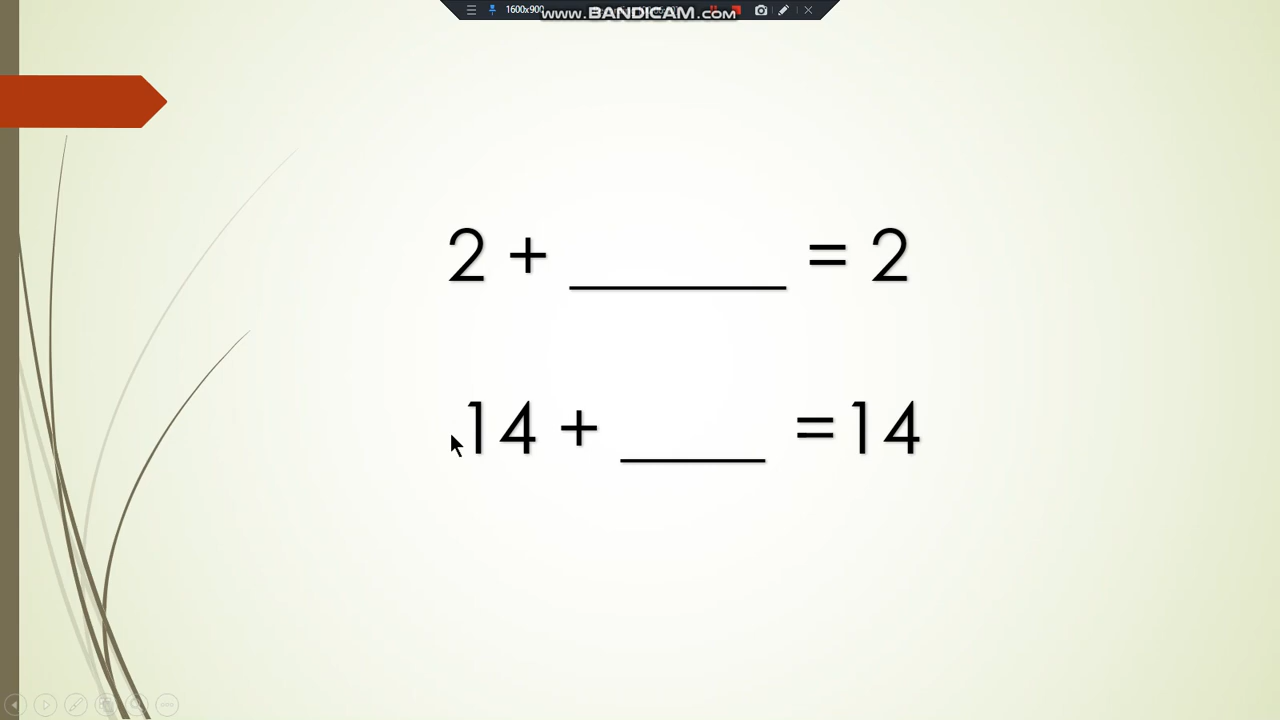 1600x900
www.BANDICAM.com
2 + ______ = 2
14 + ____ =14